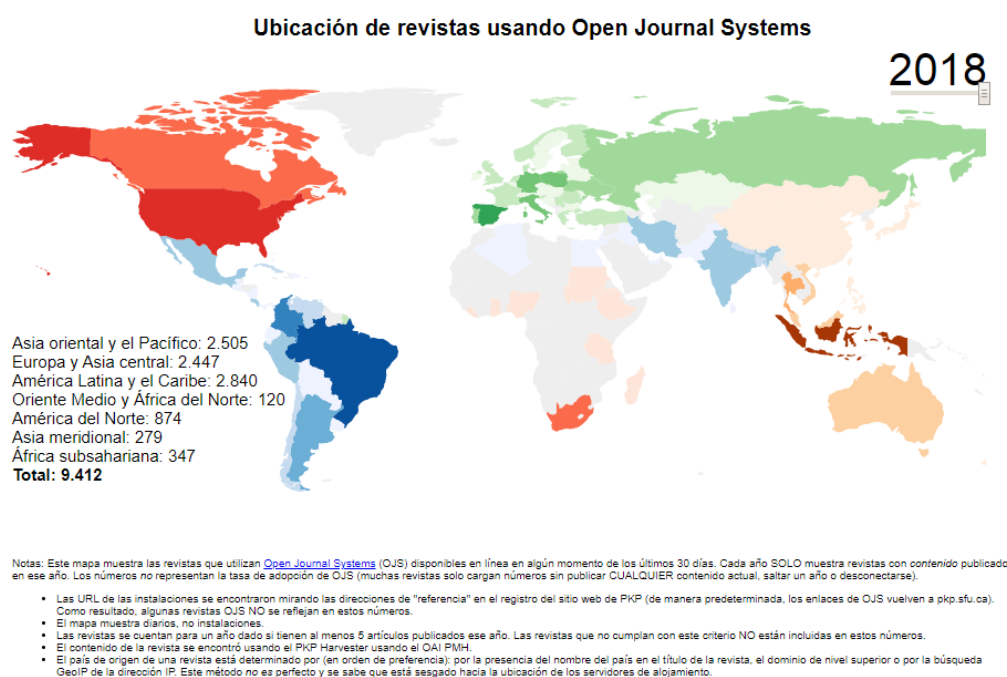 Ubicación de revistas usando Open Journal Systems
2018
Asia oriental y el Pacífico: 2.505
Europa y Asia central: 2.447
América Latina y el Caribe: 2.840
Oriente Medio y África del Norte: 120
América del Norte: 874
Asia meridional: 279
África subsahariana: 347
Total: 9.412
Notas: Este mapa muestra las revistas que utilizan Open Journal Systems (OJS) disponibles en línea en algún momento de los últimos 30 días. Cada año SOLO muestra revistas con contenido publicado
en ese año. Los números no representan la tasa de adopción de OJS (muchas revistas solo cargan números sin publicar CUALQUIER contenido actual, saltar un año o desconectarse).
• Las URL de las instalaciones se encontraron mirando las direcciones de "referencia" en el registro del sitio web de PKP (de manera predeterminada, los enlaces de OJS vuelven a pkp.sfu.ca).
Como resultado, algunas revistas OJS NO se reflejan en estos números.
• El mapa muestra diarios, no instalaciones.
• Las revistas se cuentan para un año dado si tienen al menos 5 artículos publicados ese año. Las revistas que no cumplan con este criterio NO están incluidas en estos números.
• El contenido de la revista se encontró usando el PKP Harvester usando el OAI PMH.
• El país de origen de una revista está determinado por (en orden de preferencia): por la presencia del nombre del país en el título de la revista, el dominio de nivel superior o por la búsqueda
GeoIP de la dirección IP. Este método no es perfecto y se sabe que está sesgado hacia la ubicación de los servidores de alojamiento.